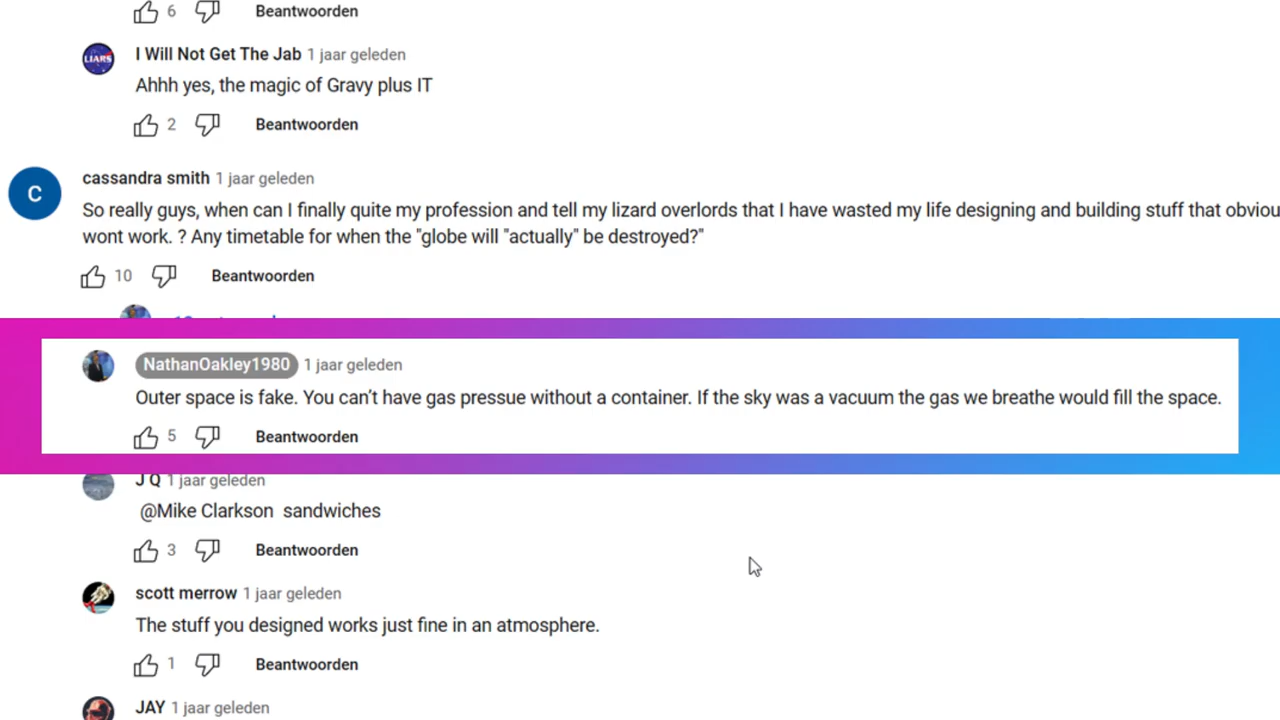 6 Beantwoorden
LIARS
I Will Not Get The Jab 1 jaar geleden
Ahhh yes, the magic of Gravy plus IT
2 Beantwoorden
C
cassandra smith 1 jaar geleden
So really guys, when can I finally quite my profession and tell my lizard overlords that I have wasted my life designing and building stuff that obviou
wont work. ? Any timetable for when the "globe will "actually" be destroyed?"
10 Beantwoorden
NathanOakley1980 1 jaar geleden
Outer space is fake. You can't have gas pressue without a container. If the sky was a vacuum the gas we breathe would fill the space.
5 Beantwoorden
J Q 1 jaar geleden
@Mike Clarkson sandwiches
3 Beantwoorden
scott merrow 1 jaar geleden
The stuff you designed works just fine in an atmosphere.
1 Beantwoorden
JAY 1 jaar geleden